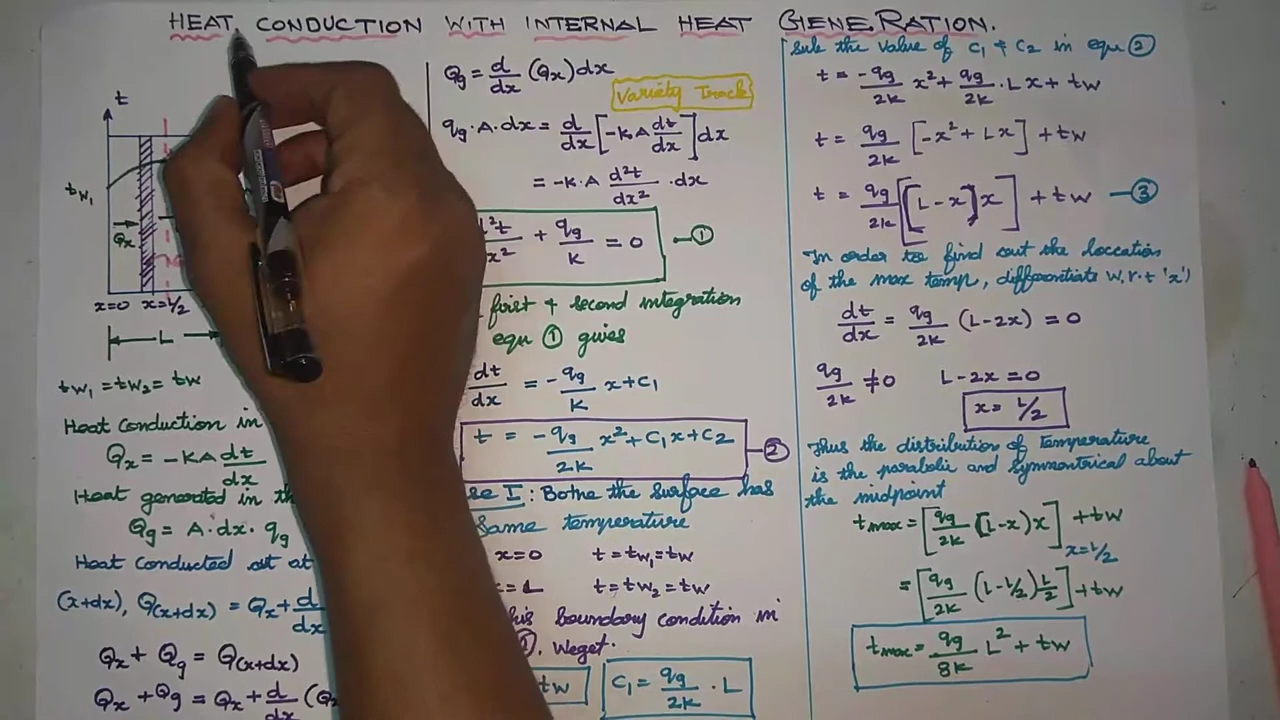 HEAT CONDUCTION WITH INTERNAL HEAT GENERATION.
t
tw₁
Qx
x=0 x=L/2
L
tw₁ = tw₂ = tw
Heat Conduction in
Qx = -KA dt/dx
Heat generated in th
Qg = A·dx· qg
Heat conducted out at
(x+dx), Q(x+dx) = Qx + d/dx
Qx + Qg = Q(x+dx)
Qx + Qg = Qx + d/dx (Q
Qg = d/dx (Qx) dx
Variety Track
qg·A·dx = d/dx [-KA dt/dx] dx
= -K·A d²t/dx² ·dx
d²t/dx² + qg/K = 0 ①
first & second integration
equ ① gives
dt/dx = -qg/K x + C₁
t = -qg/2K x² + C₁x + C₂ ②
se I : Bothe the surface has
Same temperature
x=0 t = tw₁ = tw
= L t = tw₂ = tw
his boundary condition in
Weget.
tw C₁ = qg/2K · L
sub the value of C₁ & C₂ in equ ②
t = -qg/2K x² + qg/2K · Lx + tw
t = qg/2K [-x² + Lx] + tw
t = qg/2K [(L-x)x] + tw ③
In order to find out the loccation
of the max temp, differentiate w.r.t 'x')
dt/dx = qg/2K (L-2x) = 0
qg/2K ≠0 L-2x=0
x= L/2
Thus the distribution of temperature
is the parabolic and Symmontrical about
the midpoint
tmax = [qg/2K (L-x)x] + tw
x=L/2
= [qg/2K (L-L/2) L/2] + tw
tmax = qg/8K L² + tw